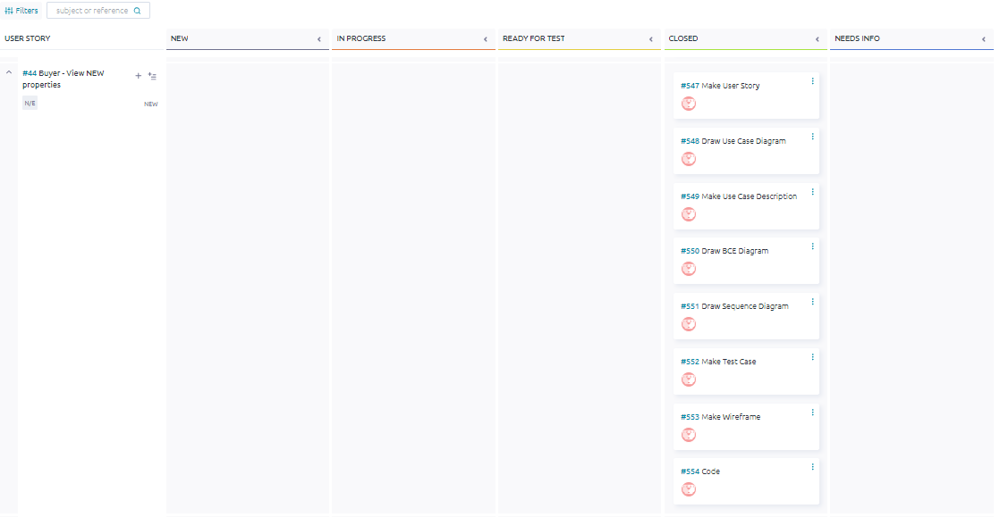 Filters
subject or reference
USER STORY
NEW
IN PROGRESS
READY FOR TEST
CLOSED
NEEDS INFO
#44 Buyer - View NEW
properties
N/E
NEW
#547 Make User Story
#548 Draw Use Case Diagram
#549 Make Use Case Description
#550 Draw BCE Diagram
#551 Draw Sequence Diagram
#552 Make Test Case
#553 Make Wireframe
#554 Code